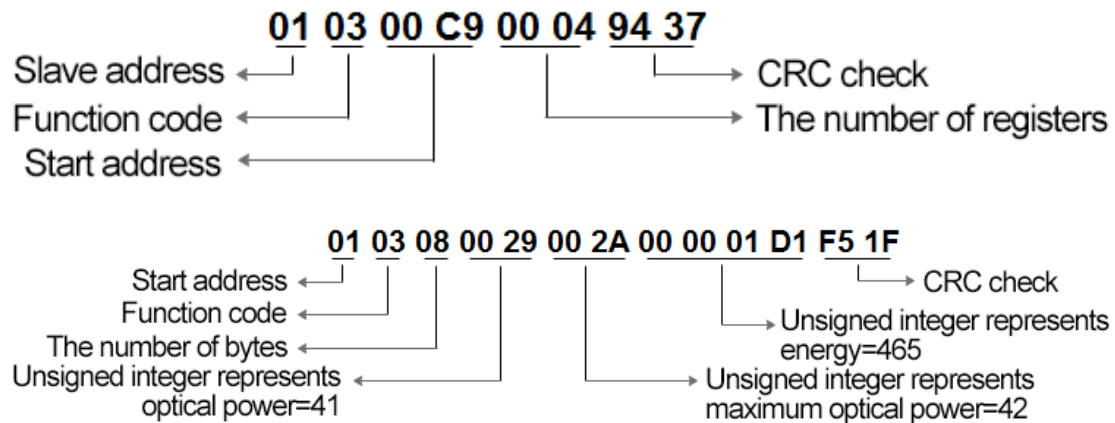 01 03 00 C9 00 04 94 37
Slave address
CRC check
Function code
The number of registers
Start address
01 03 08 00 29 00 2A 00 00 01 D1 F5 1F
Start address
CRC check
Function code
Unsigned integer represents
energy=465
The number of bytes
Unsigned integer represents
optical power=41
Unsigned integer represents
maximum optical power=42